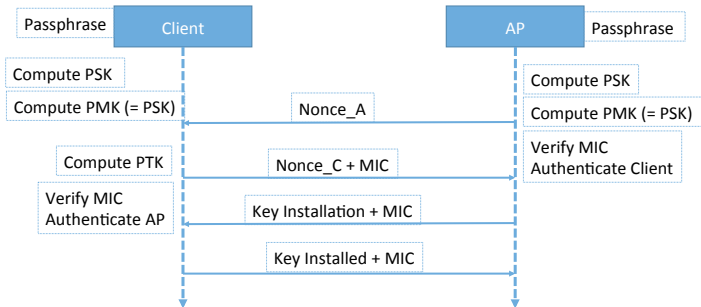 Passphrase
Client
AP
Passphrase
Compute PSK
Compute PSK
Compute PMK (= PSK)
Nonce_A
Compute PMK (= PSK)
Compute PTK
Nonce_C + MIC
Verify MIC
Authenticate Client
Verify MIC
Authenticate AP
Key Installation + MIC
Key Installed + MIC